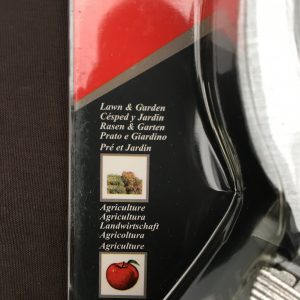 Lawn & Garden
Césped y Jardín
Rasen & Garten
Prato e Giardino
Pré et Jardin
Agriculture
Agricultura
Landwirtschaft
Agricoltura
Agriculture